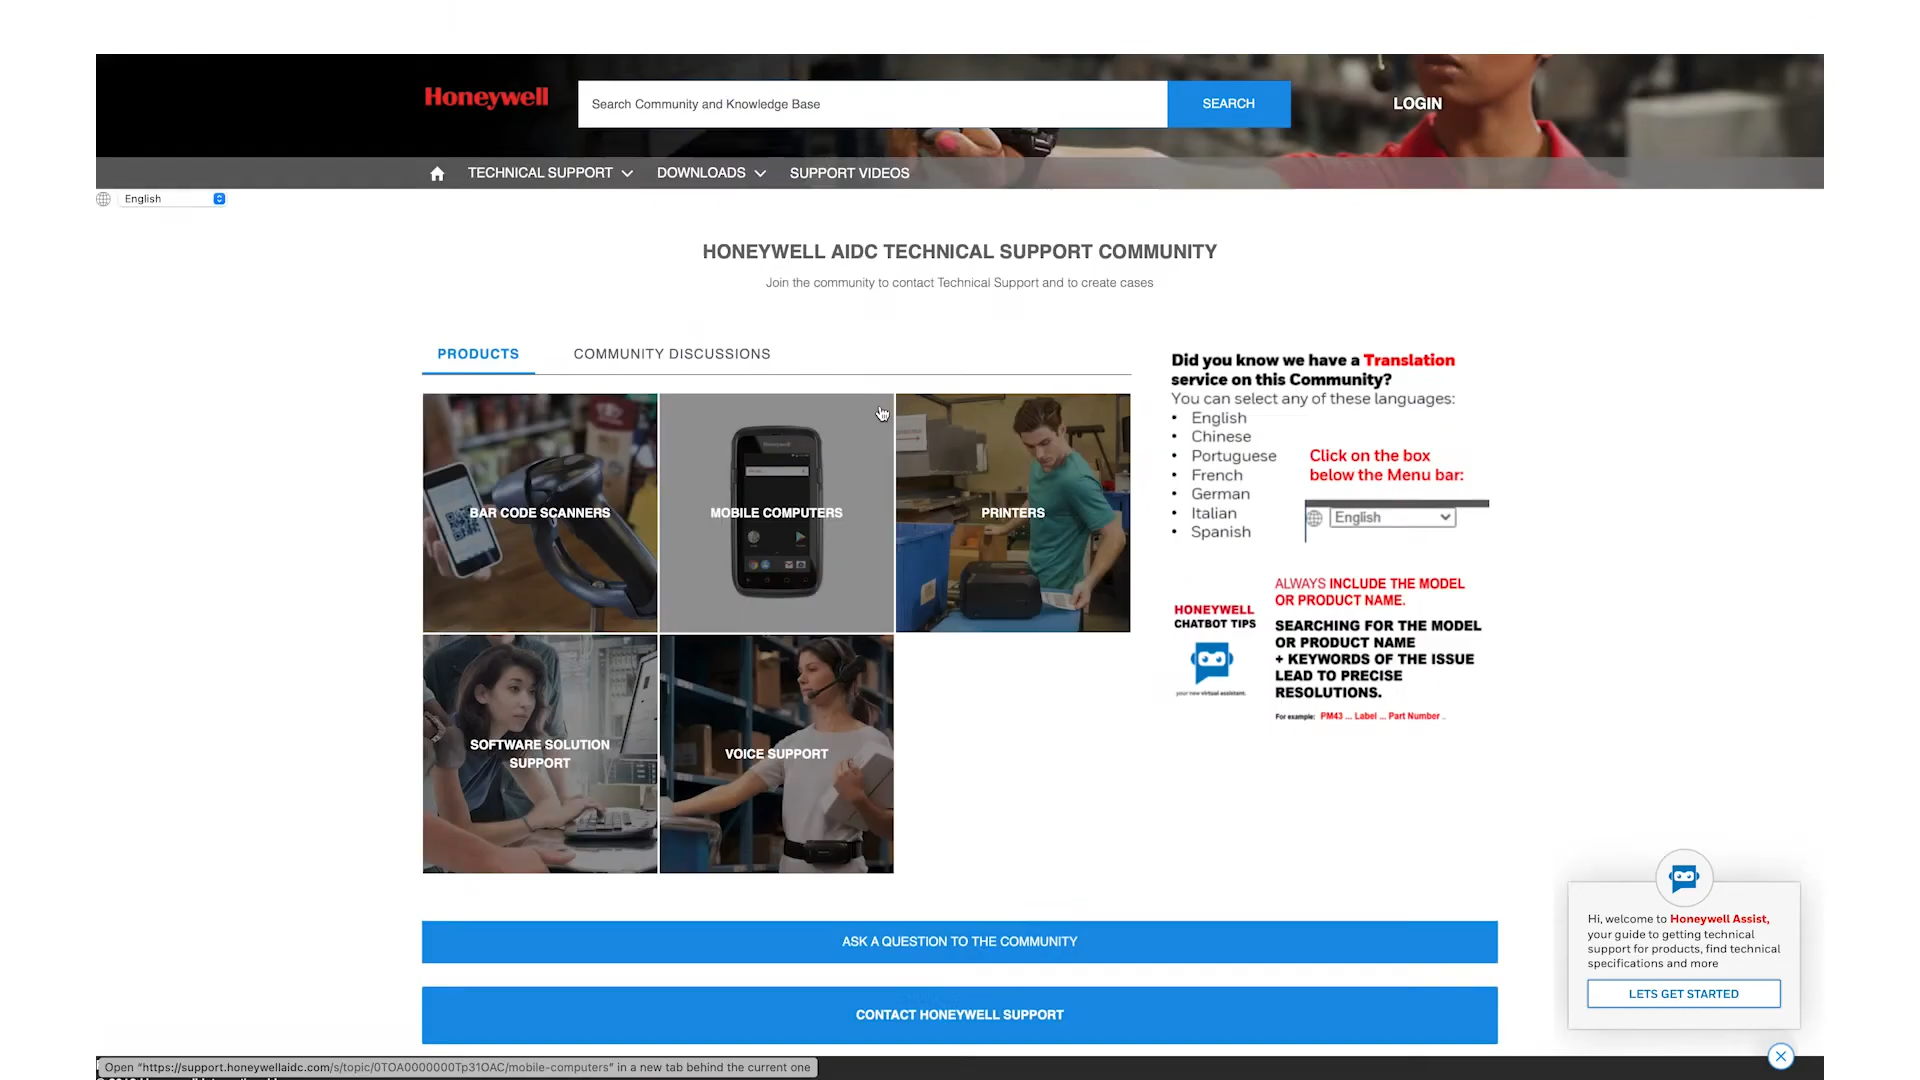 Honeywell
Search Community and Knowledge Base
SEARCH
LOGIN
TECHNICAL SUPPORT
DOWNLOADS
SUPPORT VIDEOS
English
HONEYWELL AIDC TECHNICAL SUPPORT COMMUNITY
Join the community to contact Technical Support and to create cases
PRODUCTS
COMMUNITY DISCUSSIONS
BAR CODE SCANNERS
MOBILE COMPUTERS
PRINTERS
SOFTWARE SOLUTION
SUPPORT
VOICE SUPPORT
Did you know we have a Translation
service on this Community?
You can select any of these languages:
• English
• Chinese
• Portuguese
• French
• German
• Italian
• Spanish
Click on the box
below the Menu bar:
English
HONEYWELL
CHATBOT TIPS
your new virtual assistant.
ALWAYS INCLUDE THE MODEL
OR PRODUCT NAME.
SEARCHING FOR THE MODEL
OR PRODUCT NAME
+ KEYWORDS OF THE ISSUE
LEAD TO PRECISE
RESOLUTIONS.
For example: PM43 ... Label ... Part Number ..
ASK A QUESTION TO THE COMMUNITY
CONTACT HONEYWELL SUPPORT
Hi, welcome to Honeywell Assist,
your guide to getting technical
support for products, find technical
specifications and more
LETS GET STARTED
Open "https://support.honeywellaidc.com/s/topic/0TOA0000000Tp31OAC/mobile-computers" in a new tab behind the current one